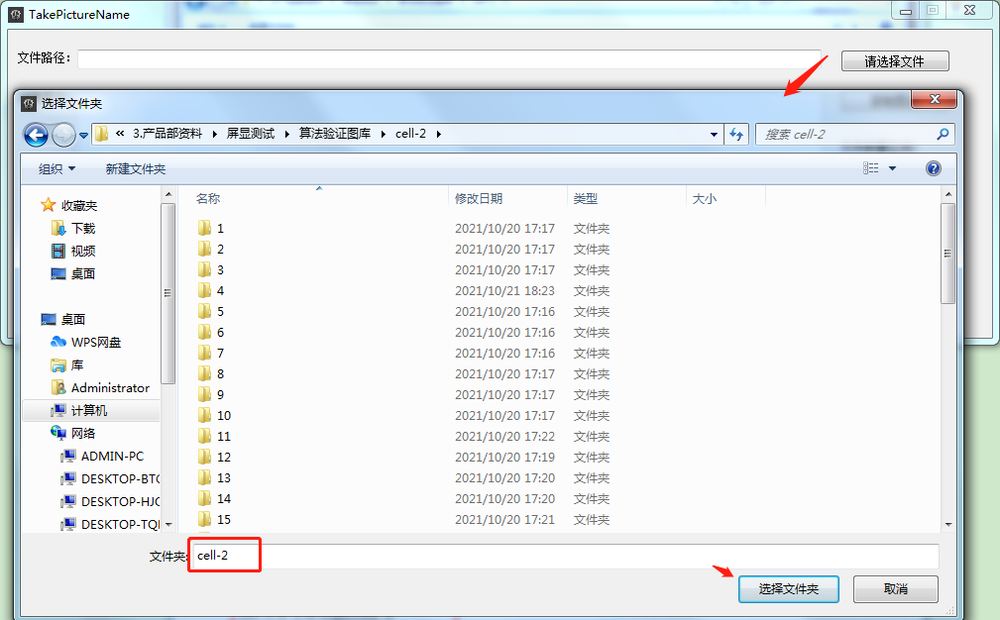 TakePictureName
文件路径：
请选择文件
选择文件夹
« 3.产品部资料 ▸ 屏显测试 ▸ 算法验证图库 ▸ cell-2 ▸
搜索 cell-2
组织 新建文件夹
名称 修改日期 类型 大小
收藏夹
下载
视频
桌面
桌面
WPS网盘
库
Administrator
计算机
网络
ADMIN-PC
DESKTOP-BTC
DESKTOP-HJC
DESKTOP-TQ
1 2021/10/20 17:17 文件夹
2 2021/10/20 17:17 文件夹
3 2021/10/20 17:17 文件夹
4 2021/10/21 18:23 文件夹
5 2021/10/20 17:16 文件夹
6 2021/10/20 17:16 文件夹
7 2021/10/20 17:16 文件夹
8 2021/10/20 17:17 文件夹
9 2021/10/20 17:17 文件夹
10 2021/10/20 17:17 文件夹
11 2021/10/20 17:22 文件夹
12 2021/10/20 17:19 文件夹
13 2021/10/20 17:20 文件夹
14 2021/10/20 17:20 文件夹
15 2021/10/20 17:21 文件夹
文件夹: cell-2
选择文件夹 取消